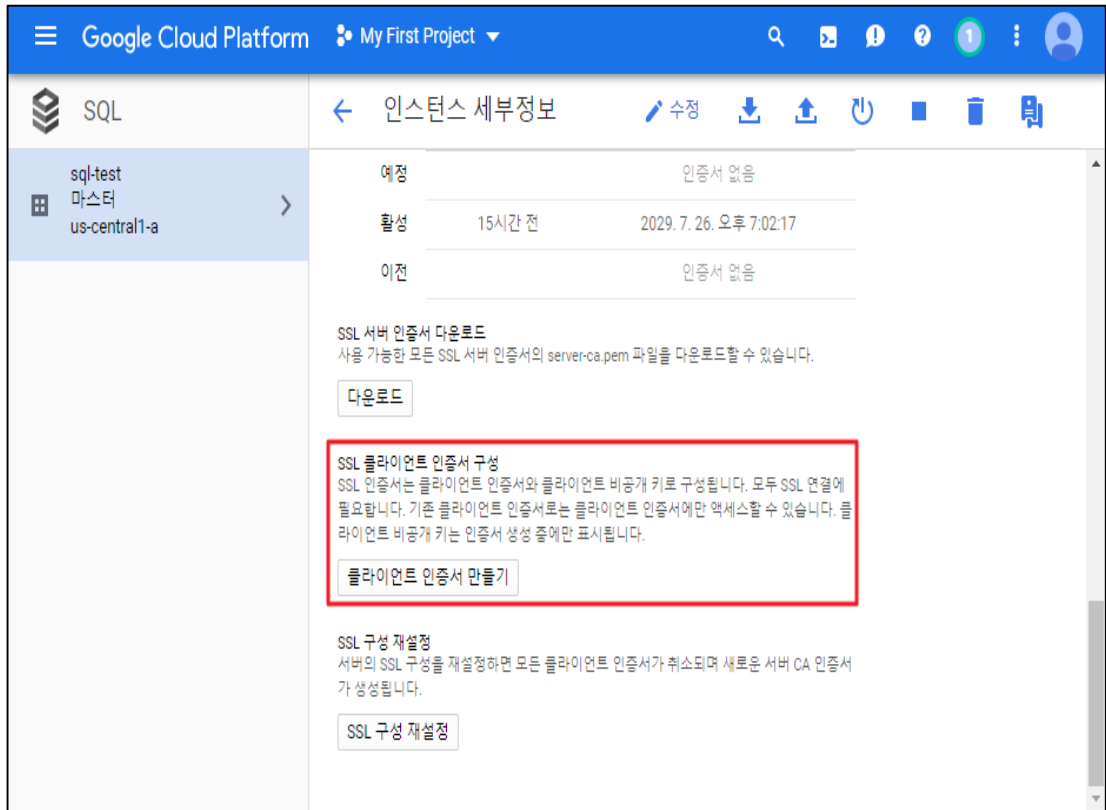 Google Cloud Platform
My First Project
1
SQL
인스턴스 세부정보
수정
sql-test
마스터
us-central1-a
예정 인증서 없음
활성 15시간 전 2029. 7. 26. 오후 7:02:17
이전 인증서 없음
SSL 서버 인증서 다운로드
사용 가능한 모든 SSL 서버 인증서의 server-ca.pem 파일을 다운로드할 수 있습니다.
다운로드
SSL 클라이언트 인증서 구성
SSL 인증서는 클라이언트 인증서와 클라이언트 비공개 키로 구성됩니다. 모두 SSL 연결에
필요합니다. 기존 클라이언트 인증서로는 클라이언트 인증서에만 액세스할 수 있습니다. 클
라이언트 비공개 키는 인증서 생성 중에만 표시됩니다.
클라이언트 인증서 만들기
SSL 구성 재설정
서버의 SSL 구성을 재설정하면 모든 클라이언트 인증서가 취소되며 새로운 서버 CA 인증서
가 생성됩니다.
SSL 구성 재설정